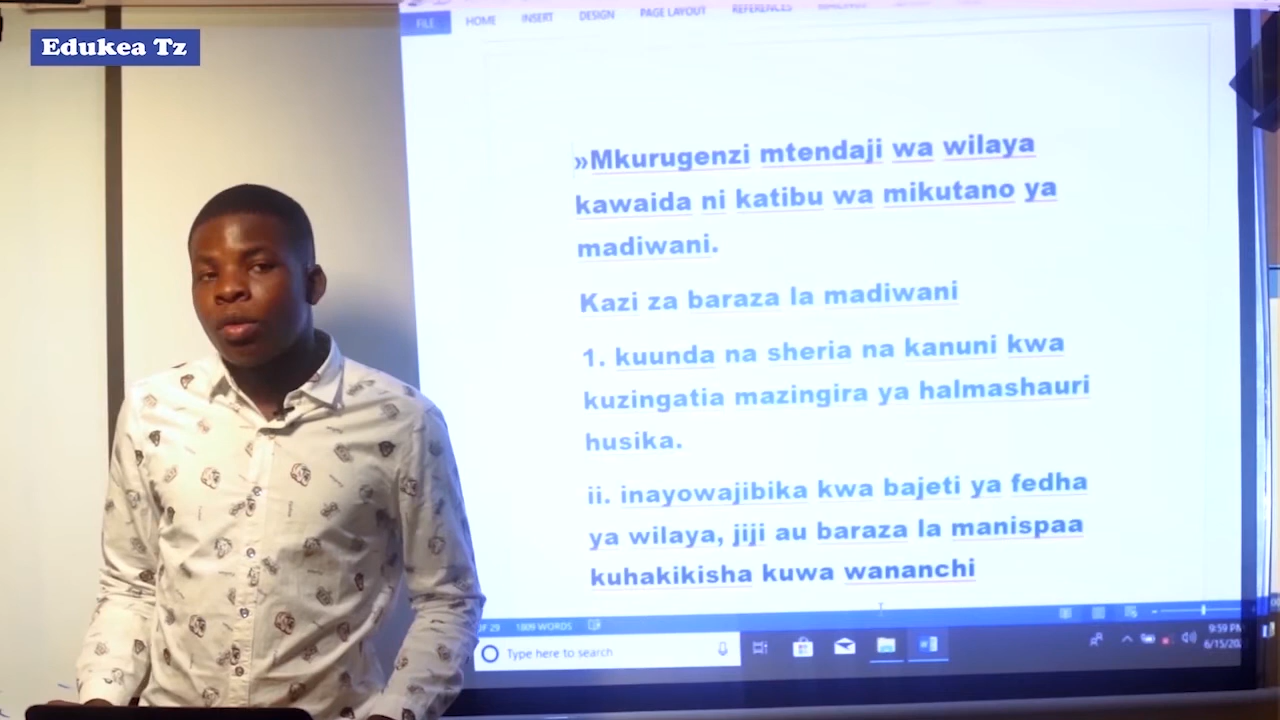 Edukea Tz
FILE HOME INSERT DESIGN PAGE LAYOUT REFERENCES
»Mkurugenzi mtendaji wa wilaya
kawaida ni katibu wa mikutano ya
madiwani.
Kazi za baraza la madiwani
1. kuunda na sheria na kanuni kwa
kuzingatia mazingira ya halmashauri
husika.
ii. inayowajibika kwa bajeti ya fedha
ya wilaya, jiji au baraza la manispaa
kuhakikisha kuwa wananchi
OF 29 1809 WORDS
Type here to search
9:59 PM